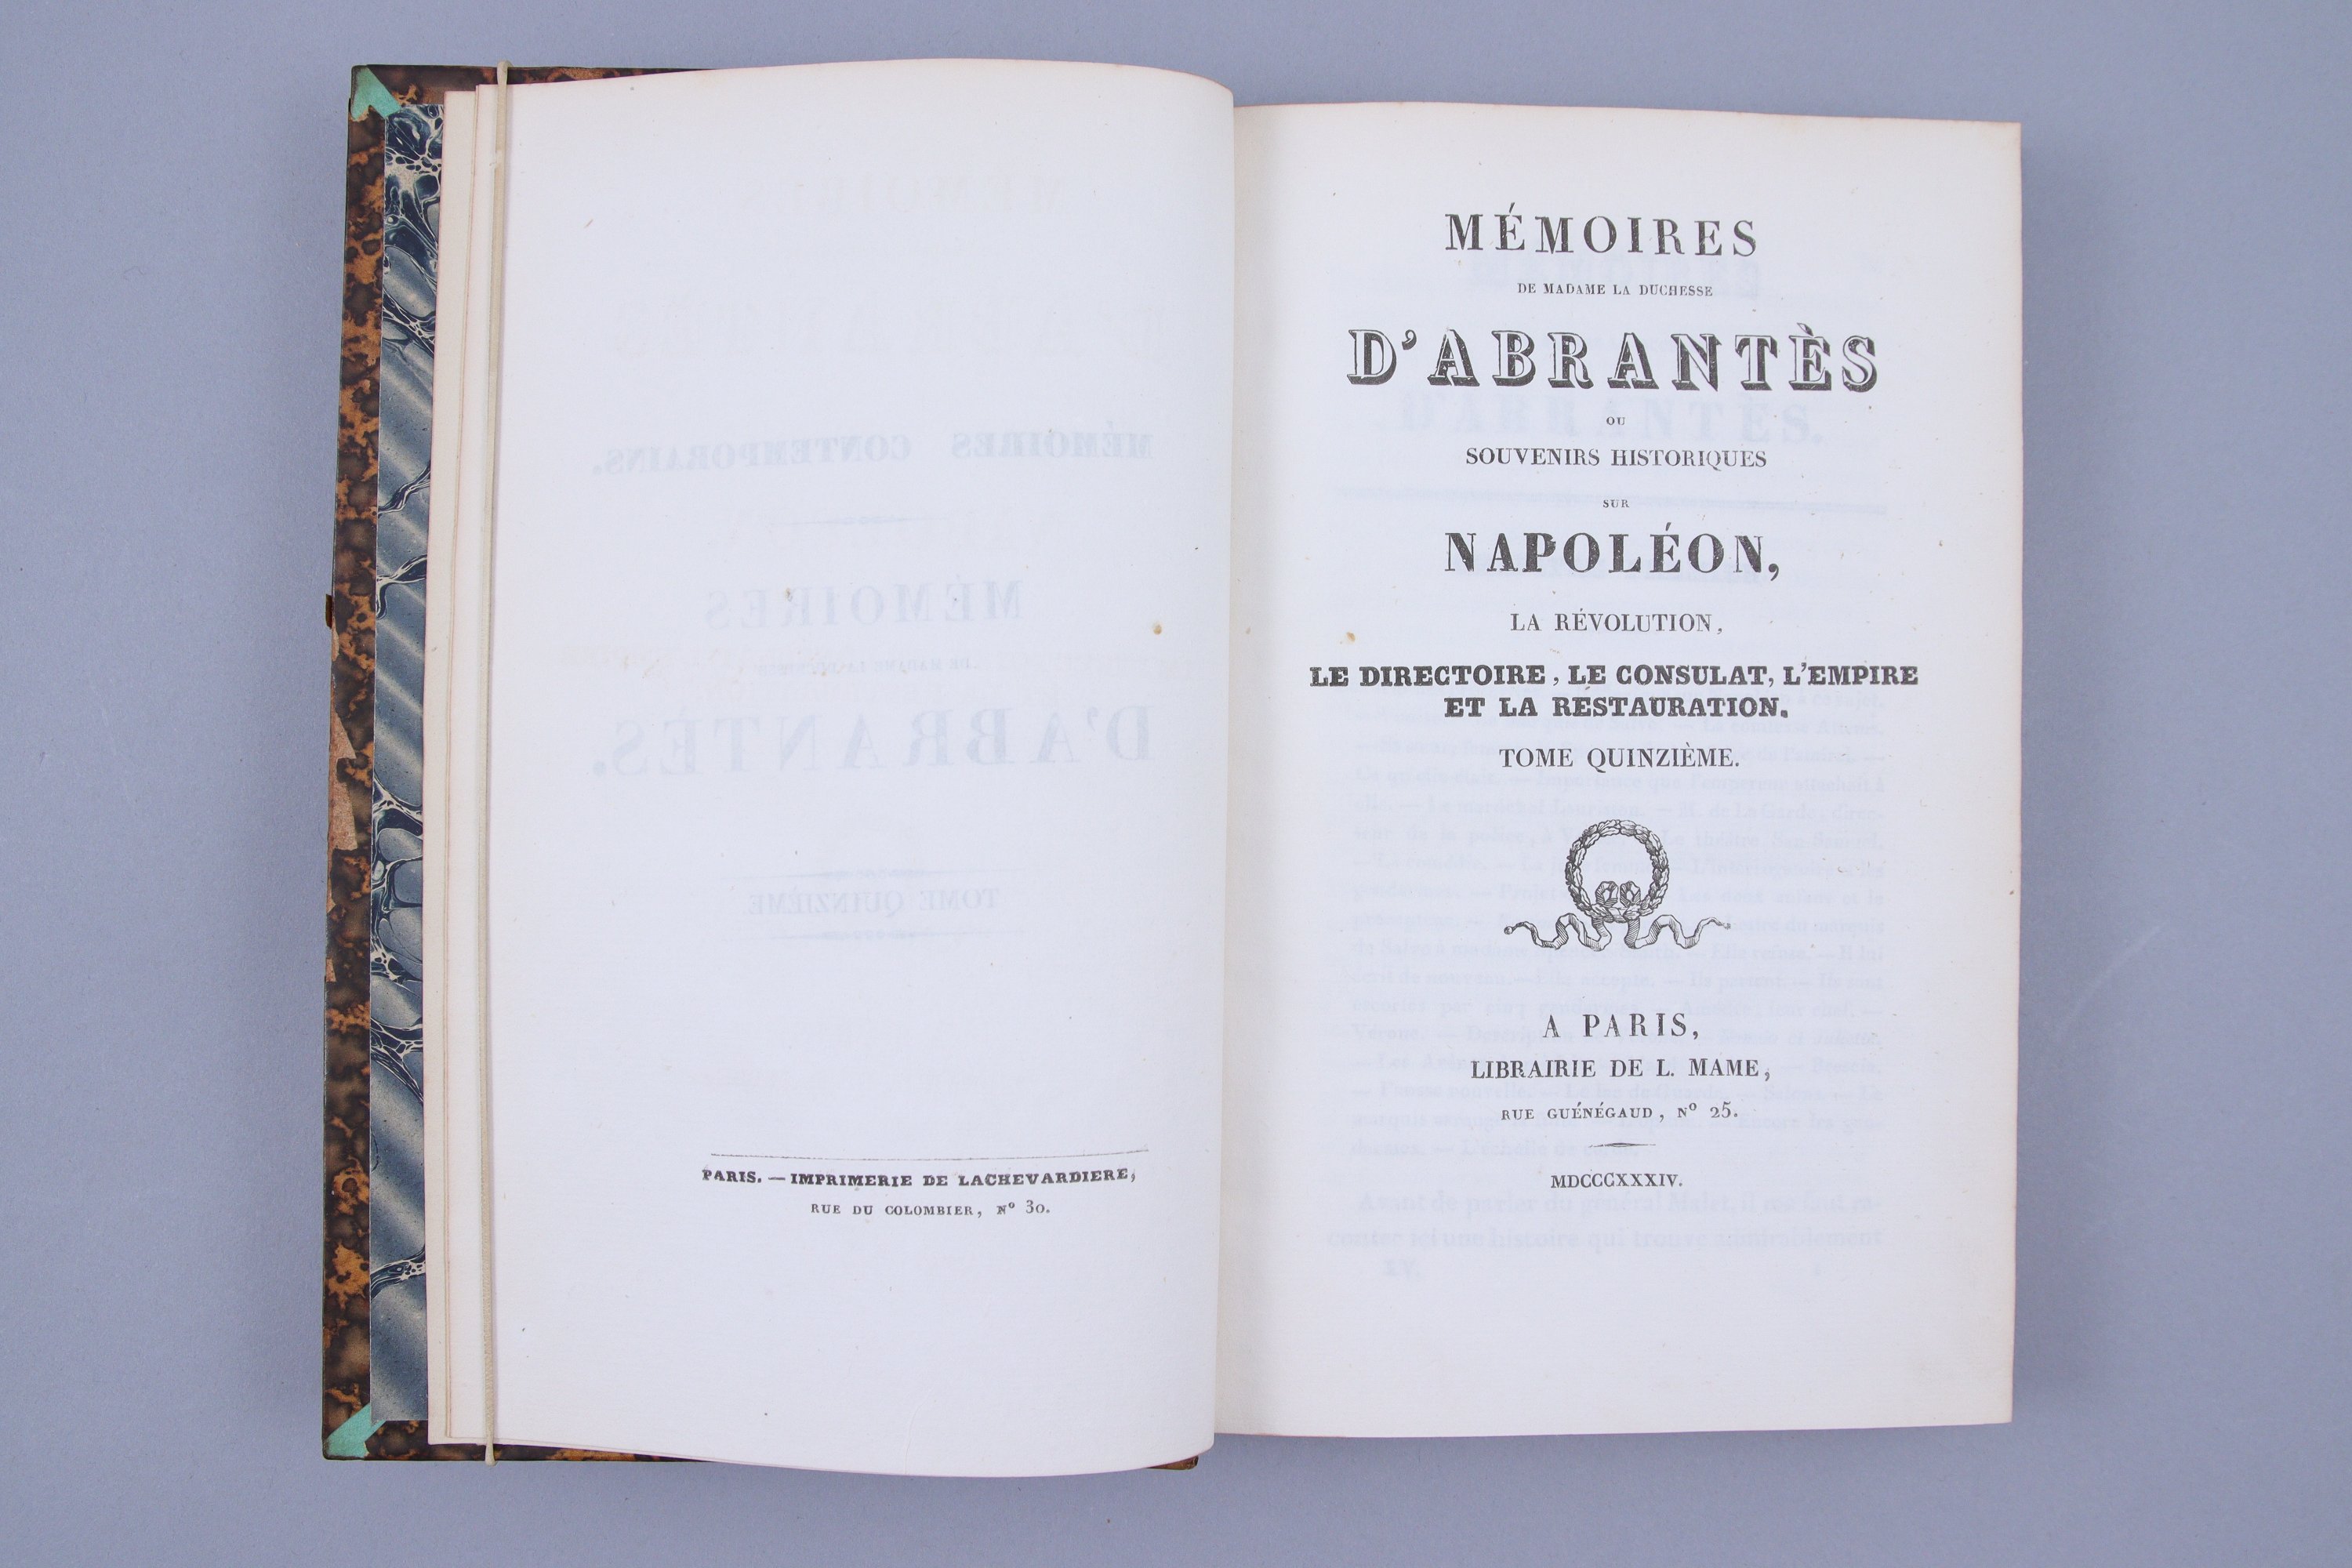 PARIS. — IMPRIMERIE DE LACHEVARDIERE,
RUE DU COLOMBIER, Nº 30.
MÉMOIRES
DE MADAME LA DUCHESSE
D'ABRANTÈS
OU
SOUVENIRS HISTORIQUES
SUR
NAPOLÉON,
LA RÉVOLUTION,
LE DIRECTOIRE, LE CONSULAT, L'EMPIRE
ET LA RESTAURATION.
TOME QUINZIÈME.
A PARIS,
LIBRAIRIE DE L. MAME,
RUE GUÉNÉGAUD, Nº 25.
MDCCCXXXIV.